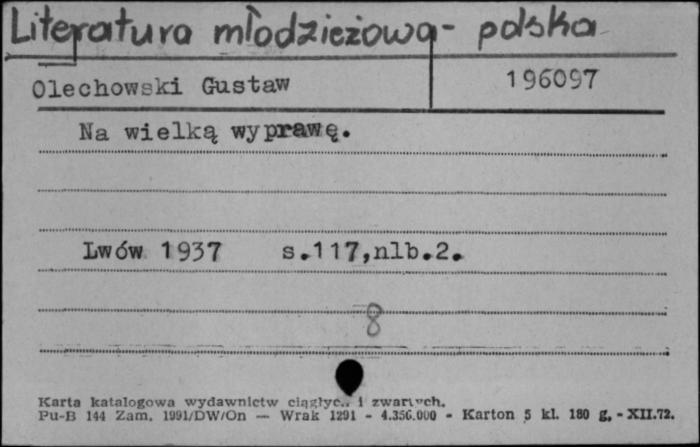 Literatura młodzieżowa - polska
Olechowski Gustaw 196097
Na wielką wyprawę.
Lwów 1937 s.117,nlb.2.
8
Karta katalogowa wydawnictw ciągłych i zwartych.
Pu-B 144 Zam. 1991/DW/On — Wrak 1291 - 4.356.000 - Karton 5 kl. 180 g. - XII.72.